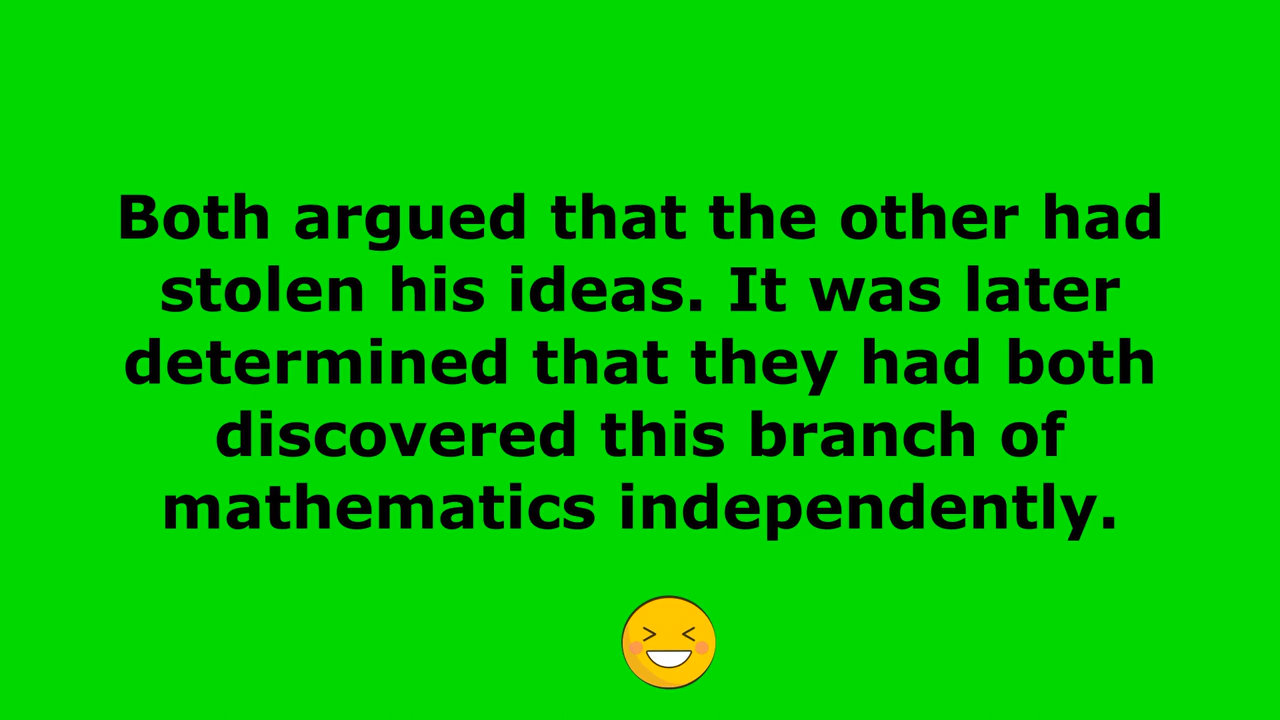 Both argued that the other had
stolen his ideas. It was later
determined that they had both
discovered this branch of
mathematics independently.